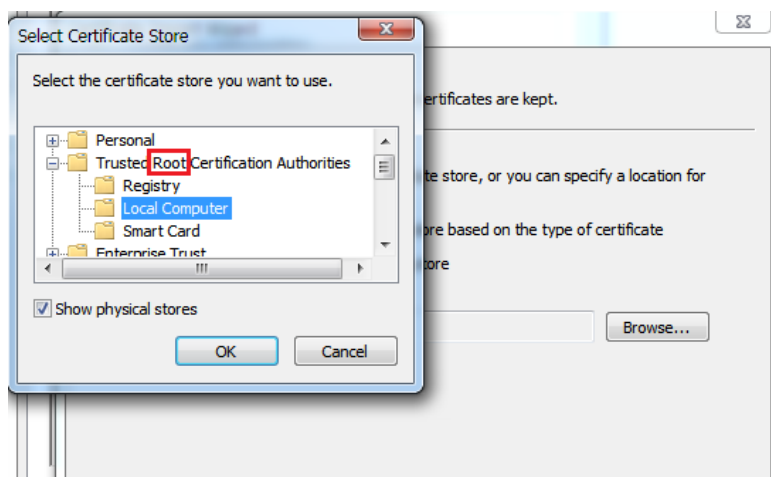 Select Certificate Store
Select the certificate store you want to use.
Personal
Trusted Root Certification Authorities
Registry
Local Computer
Smart Card
Enterprise Trust
Show physical stores
OK
Cancel
ertificates are kept.
te store, or you can specify a location for
ore based on the type of certificate
tore
Browse...